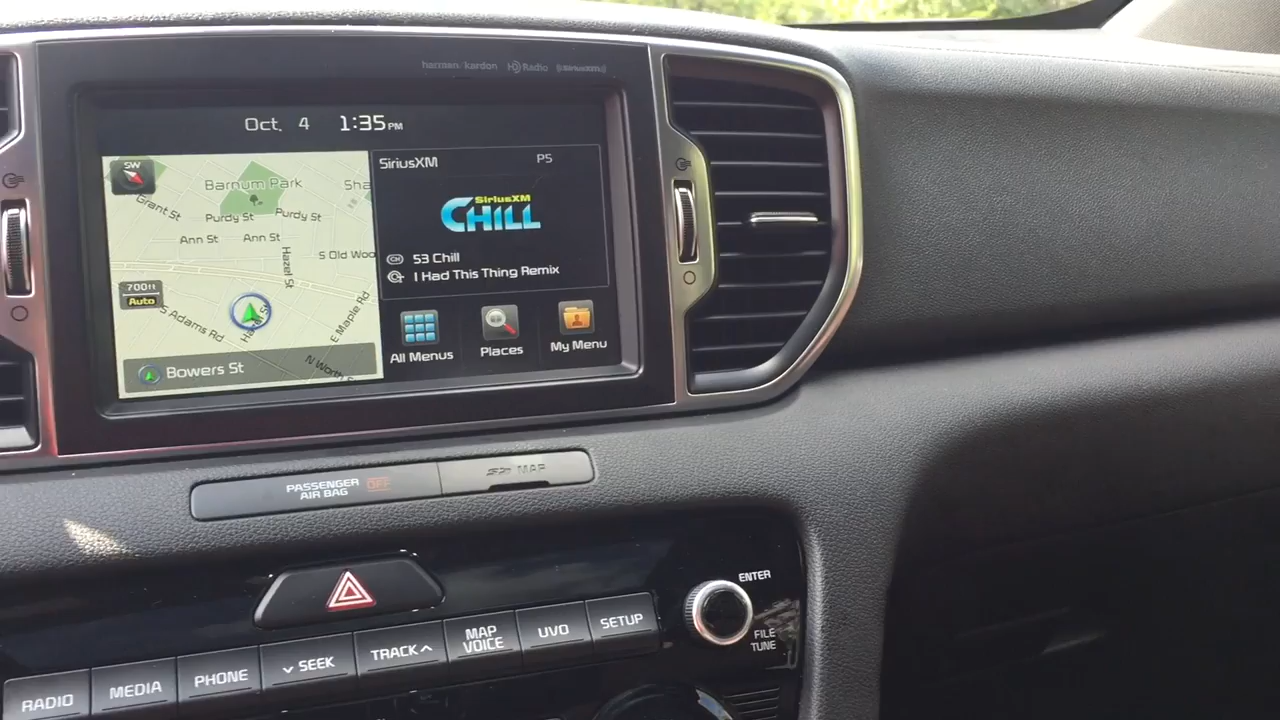 harman/kardon HD Radio ((SiriusXM))
Oct. 4 1:35PM
SW
Barnum Park
Grant St
Purdy St
Purdy St
Ann St
Ann St
Hazel St
700ft
Auto
S Adams Rd
E Maple Rd
Bowers St
SiriusXM P5
SiriusXM
CHILL
CH 53 Chill
I Had This Thing Remix
All Menus
Places
My Menu
PASSENGER
AIR BAG OFF
MAP
RADIO
MEDIA
PHONE
SEEK
TRACK
MAP
VOICE
UVO
SETUP
ENTER
FILE
TUNE